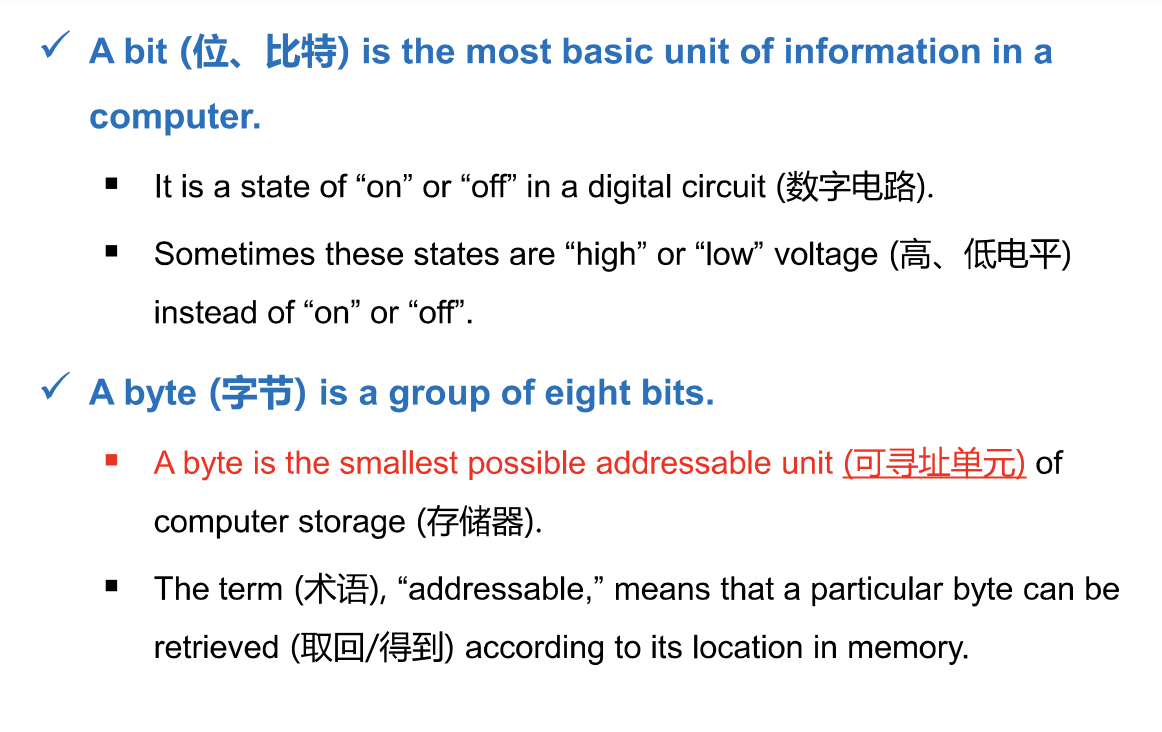 ✓ A bit (位、比特) is the most basic unit of information in a
computer.
▪ It is a state of “on” or “off” in a digital circuit (数字电路).
▪ Sometimes these states are “high” or “low” voltage (高、低电平)
instead of “on” or “off”.
✓ A byte (字节) is a group of eight bits.
▪ A byte is the smallest possible addressable unit (可寻址单元) of
computer storage (存储器).
▪ The term (术语), “addressable,” means that a particular byte can be
retrieved (取回/得到) according to its location in memory.